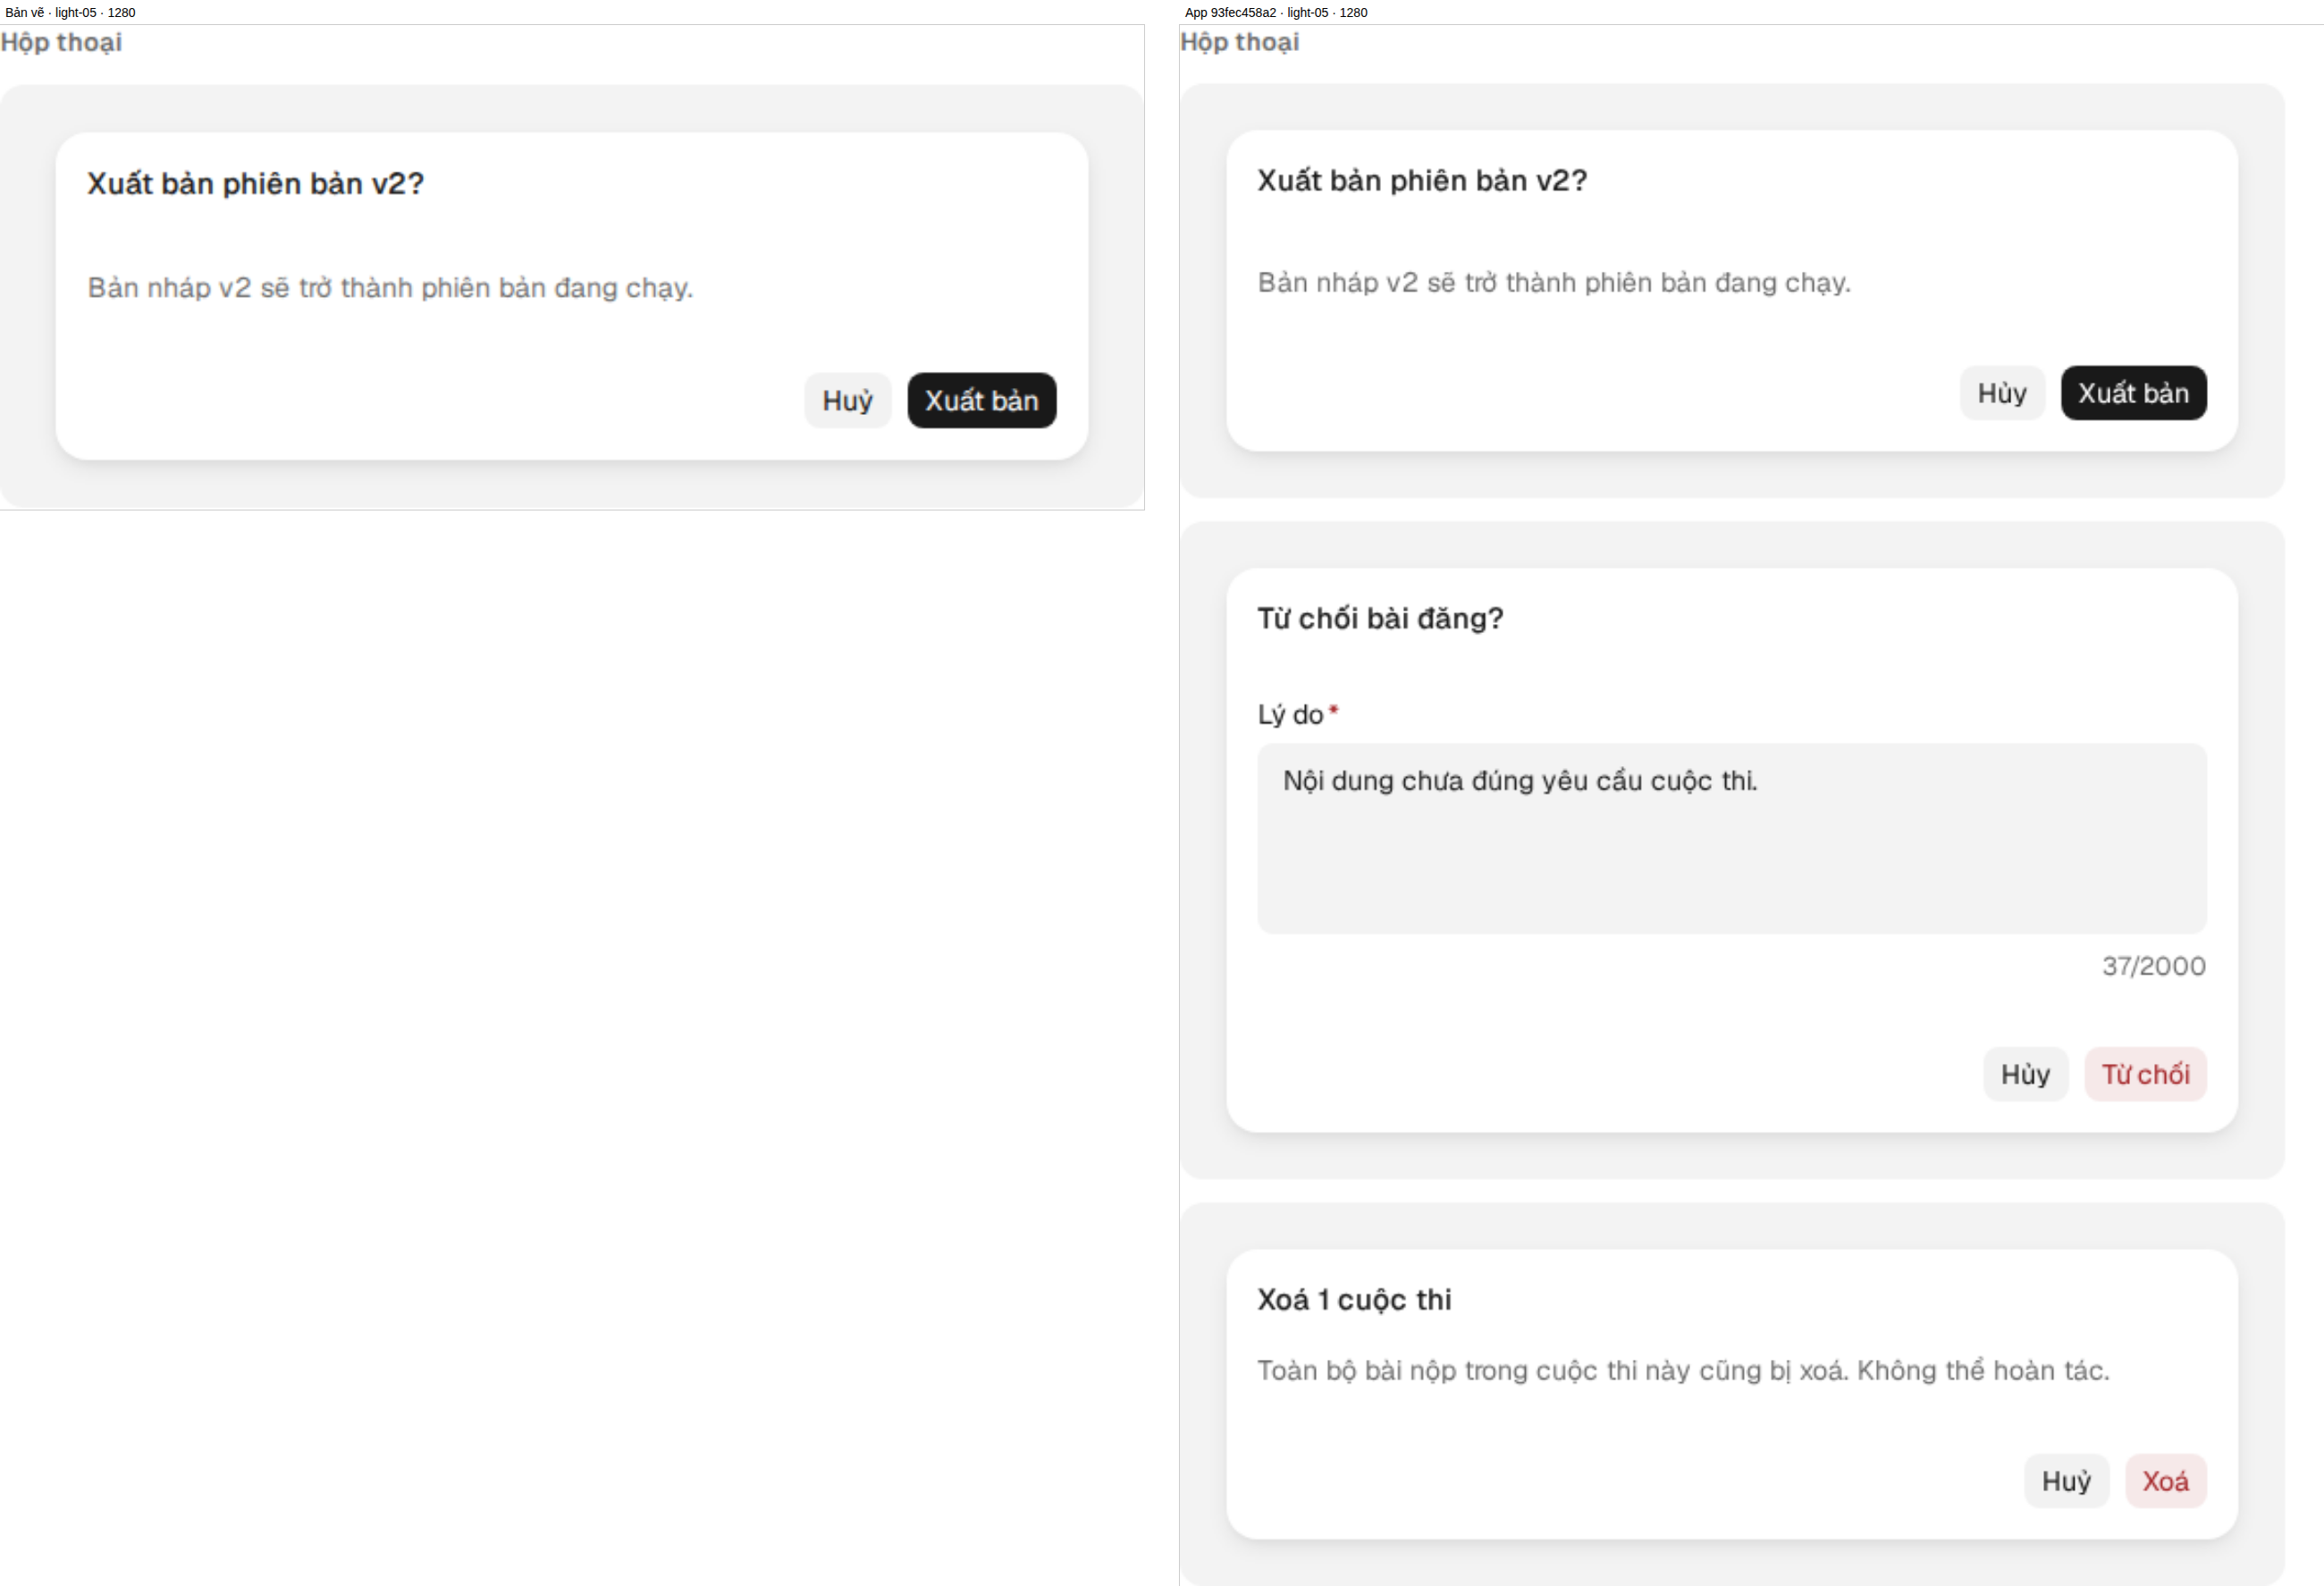 Bản vẽ · light-05 · 1280
Hộp thoại
Xuất bản phiên bản v2?
Bản nháp v2 sẽ trở thành phiên bản đang chạy.
Huỷ
Xuất bản
App 93fec458a2 · light-05 · 1280
Hộp thoại
Xuất bản phiên bản v2?
Bản nháp v2 sẽ trở thành phiên bản đang chạy.
Hủy
Xuất bản
Từ chối bài đăng?
Lý do *
Nội dung chưa đúng yêu cầu cuộc thi.
37/2000
Hủy
Từ chối
Xoá 1 cuộc thi
Toàn bộ bài nộp trong cuộc thi này cũng bị xoá. Không thể hoàn tác.
Huỷ
Xoá